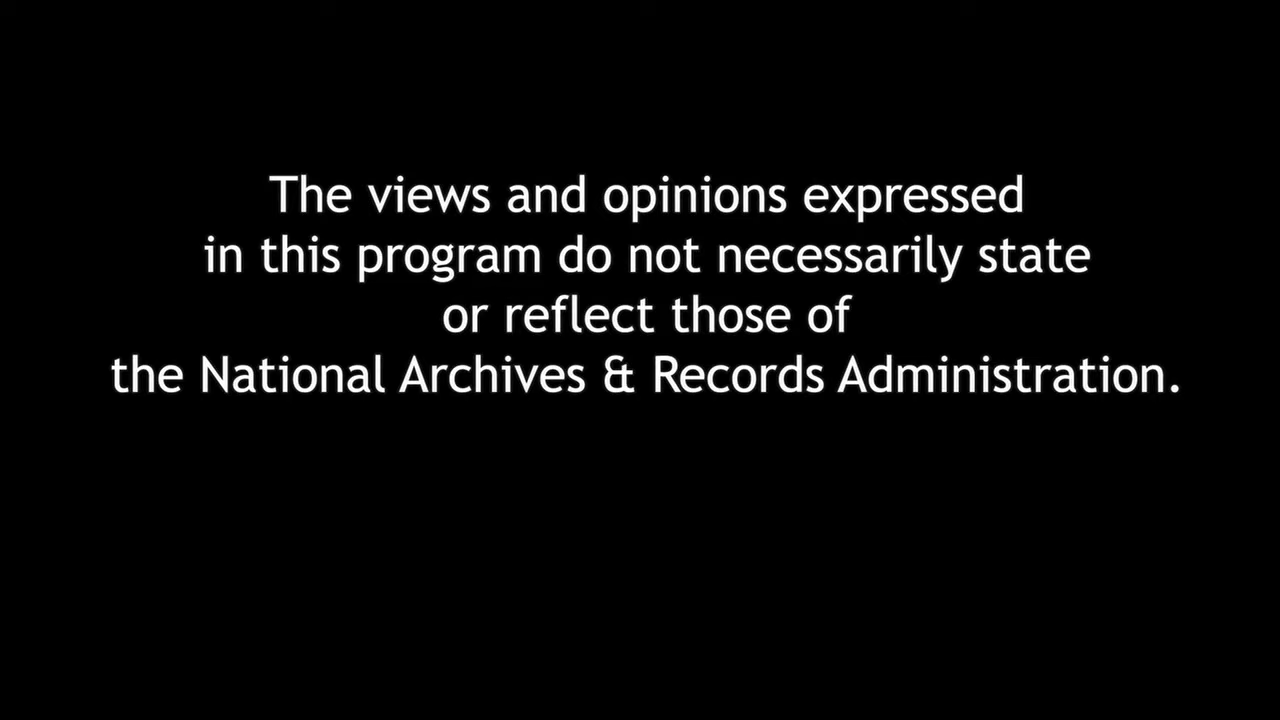 The views and opinions expressed
in this program do not necessarily state
or reflect those of
the National Archives & Records Administration.